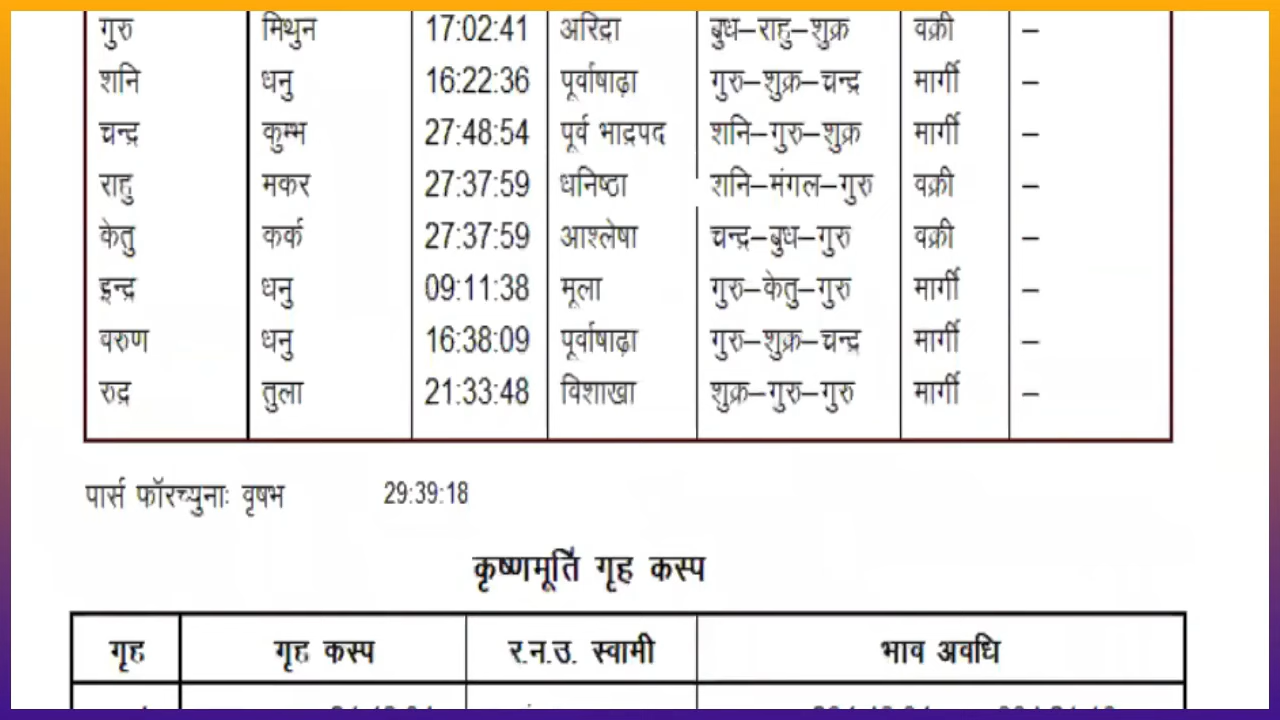 गुरु मिथुन 17:02:41 अरिद्रा बुध–राहु–शुक्र वक्री –
शनि धनु 16:22:36 पूर्वाषाढ़ा गुरु–शुक्र–चन्द्र मार्गी –
चन्द्र कुम्भ 27:48:54 पूर्व भाद्रपद शनि–गुरु–शुक्र मार्गी –
राहु मकर 27:37:59 धनिष्ठा शनि–मंगल–गुरु वक्री –
केतु कर्क 27:37:59 आश्लेषा चन्द्र–बुध–गुरु वक्री –
इन्द्र धनु 09:11:38 मूला गुरु–केतु–गुरु मार्गी –
वरुण धनु 16:38:09 पूर्वाषाढ़ा गुरु–शुक्र–चन्द्र मार्गी –
रुद्र तुला 21:33:48 विशाखा शुक्र–गुरु–गुरु मार्गी –
पार्स फॉरच्युनाः वृषभ 29:39:18
कृष्णमूर्ति गृह कस्प
गृह गृह कस्प र.न.उ. स्वामी भाव अवधि